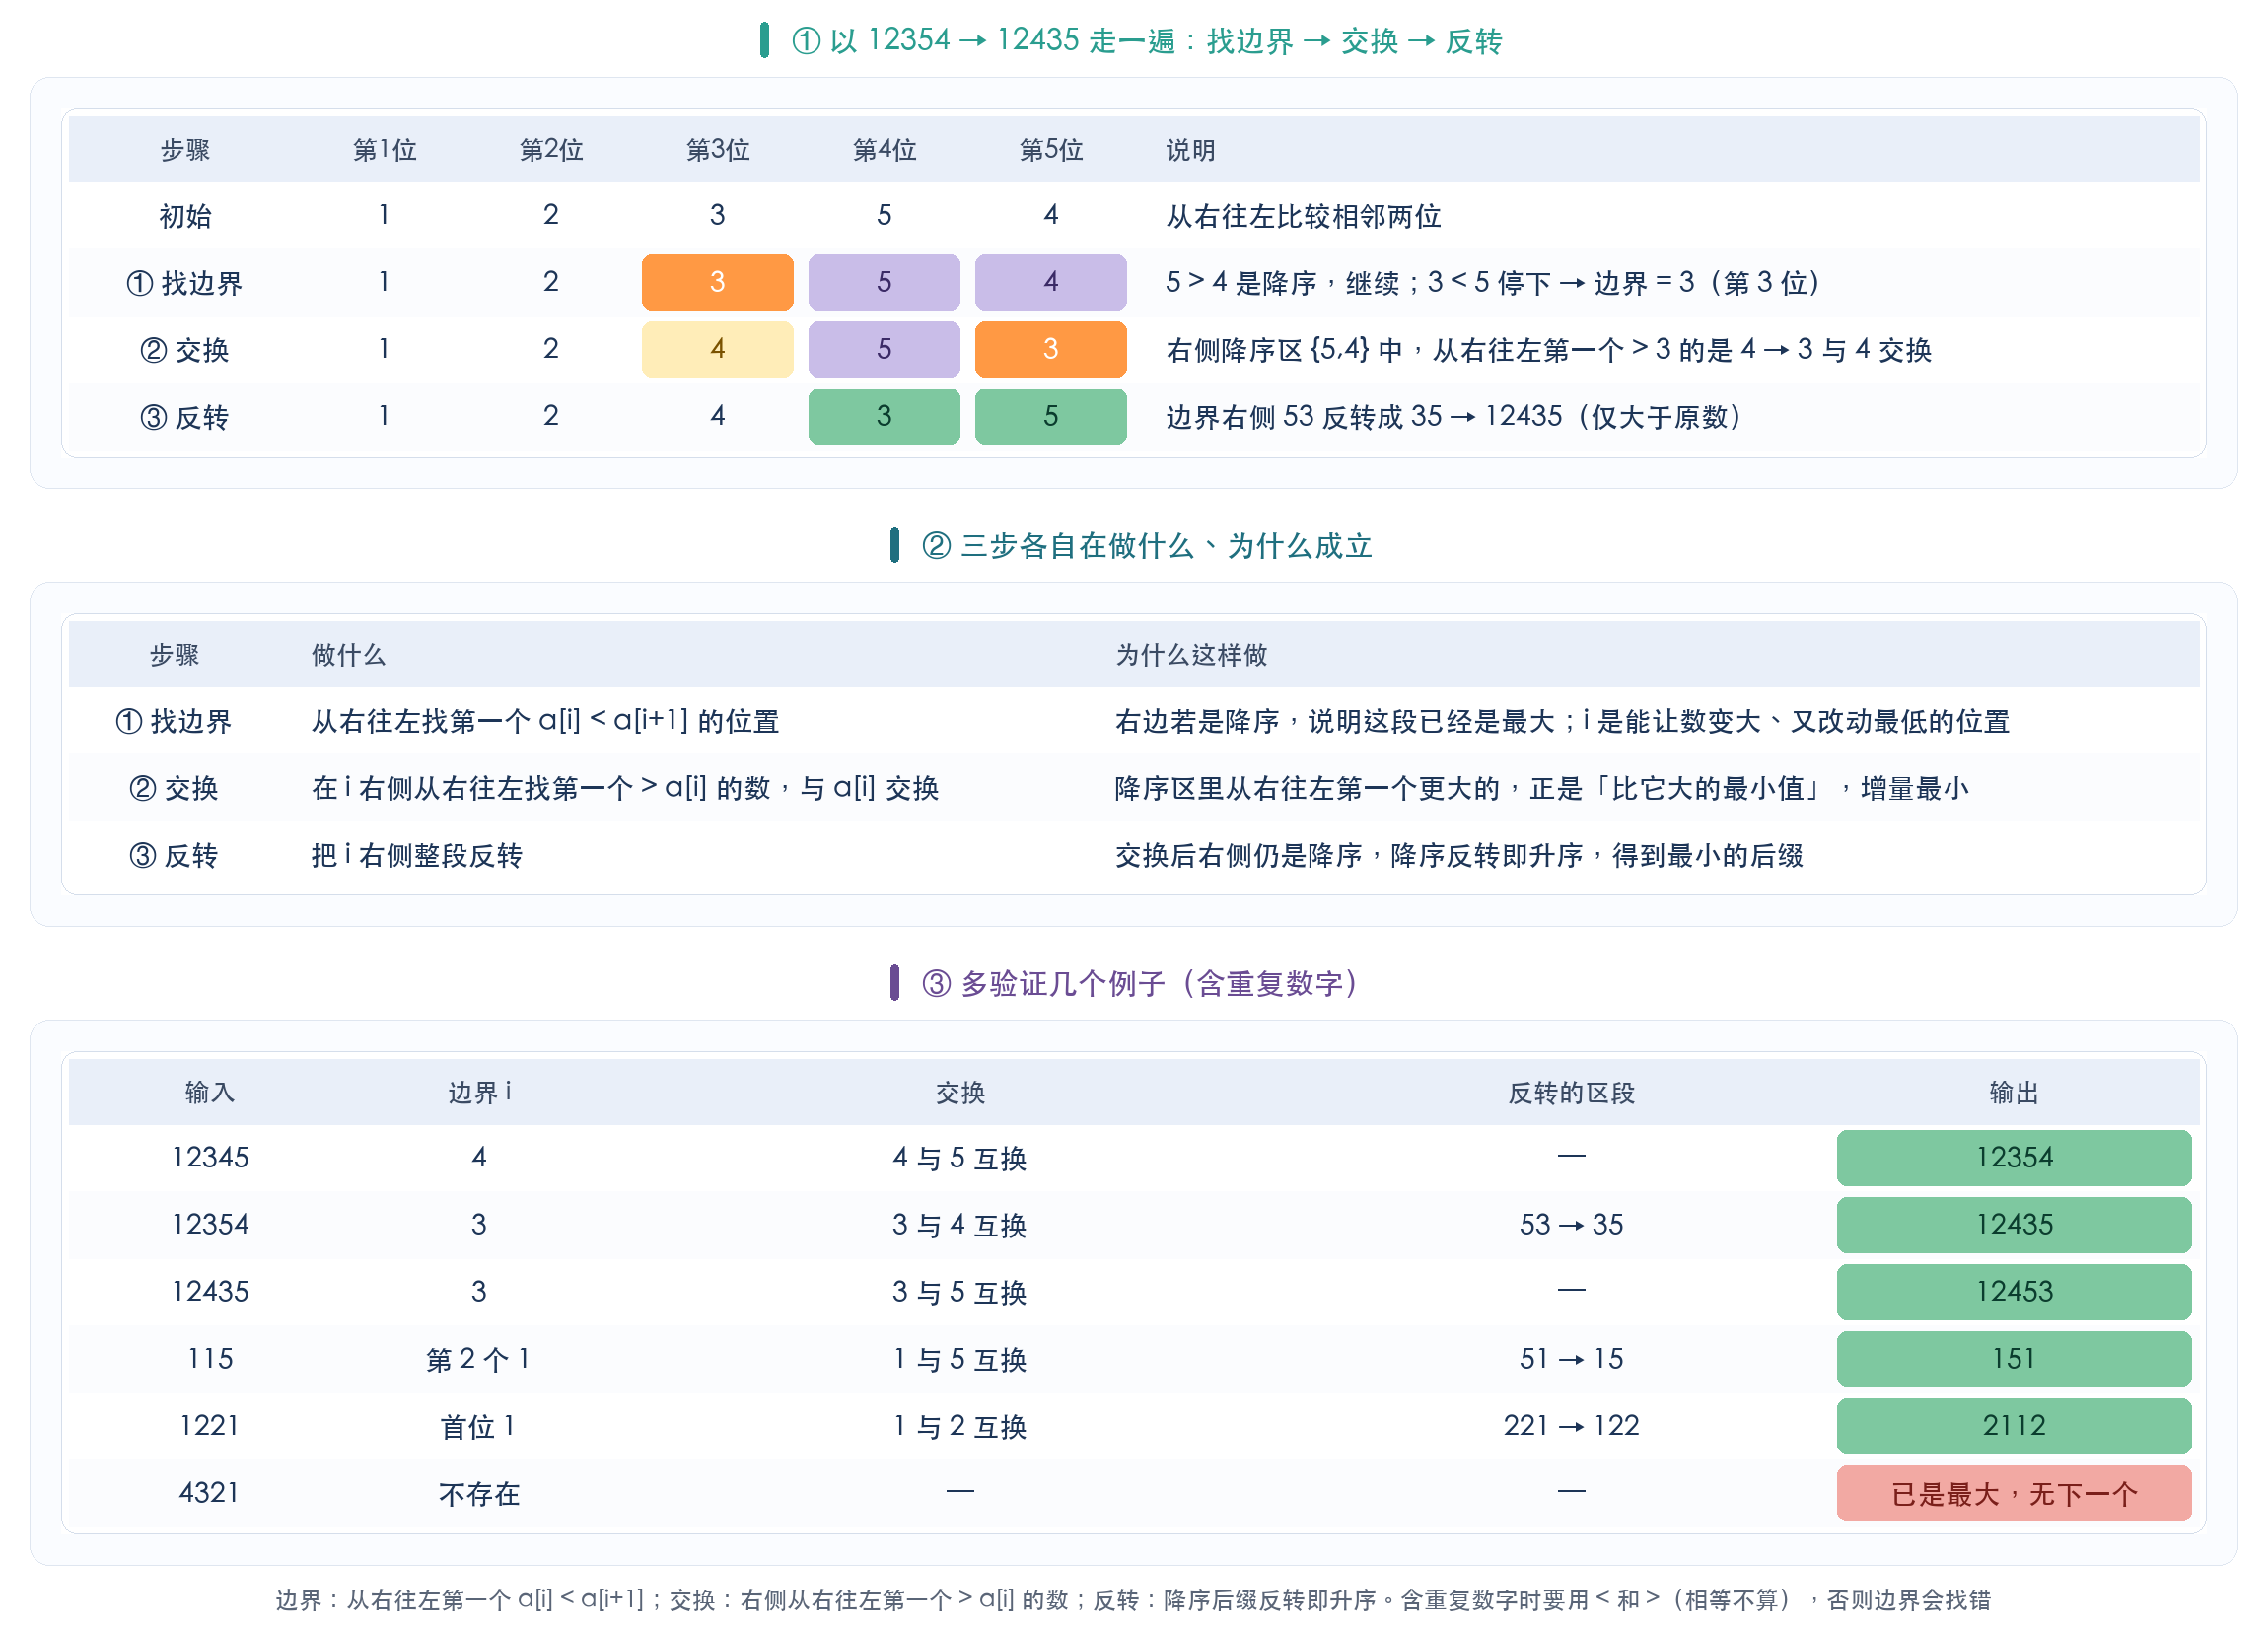 ① 以 12354 → 12435 走一遍：找边界 → 交换 → 反转
步骤 第1位 第2位 第3位 第4位 第5位 说明
初始 1 2 3 5 4 从右往左比较相邻两位
① 找边界 1 2 3 5 4 5 > 4 是降序，继续；3 < 5 停下 → 边界 = 3（第 3 位）
② 交换 1 2 4 5 3 右侧降序区 {5,4} 中，从右往左第一个 > 3 的是 4 → 3 与 4 交换
③ 反转 1 2 4 3 5 边界右侧 53 反转成 35 → 12435（仅大于原数）
② 三步各自在做什么、为什么成立
步骤 做什么 为什么这样做
① 找边界 从右往左找第一个 a[i] < a[i+1] 的位置 右边若是降序，说明这段已经是最大；i 是能让数变大、又改动最低的位置
② 交换 在 i 右侧从右往左找第一个 > a[i] 的数，与 a[i] 交换 降序区里从右往左第一个更大的，正是「比它大的最小值」，增量最小
③ 反转 把 i 右侧整段反转 交换后右侧仍是降序，降序反转即升序，得到最小的后缀
③ 多验证几个例子（含重复数字）
输入 边界 i 交换 反转的区段 输出
12345 4 4 与 5 互换 — 12354
12354 3 3 与 4 互换 53 → 35 12435
12435 3 3 与 5 互换 — 12453
115 第 2 个 1 1 与 5 互换 51 → 15 151
1221 首位 1 1 与 2 互换 221 → 122 2112
4321 不存在 — — 已是最大，无下一个
边界：从右往左第一个 a[i] < a[i+1]；交换：右侧从右往左第一个 > a[i] 的数；反转：降序后缀反转即升序。含重复数字时要用 < 和 >（相等不算），否则边界会找错